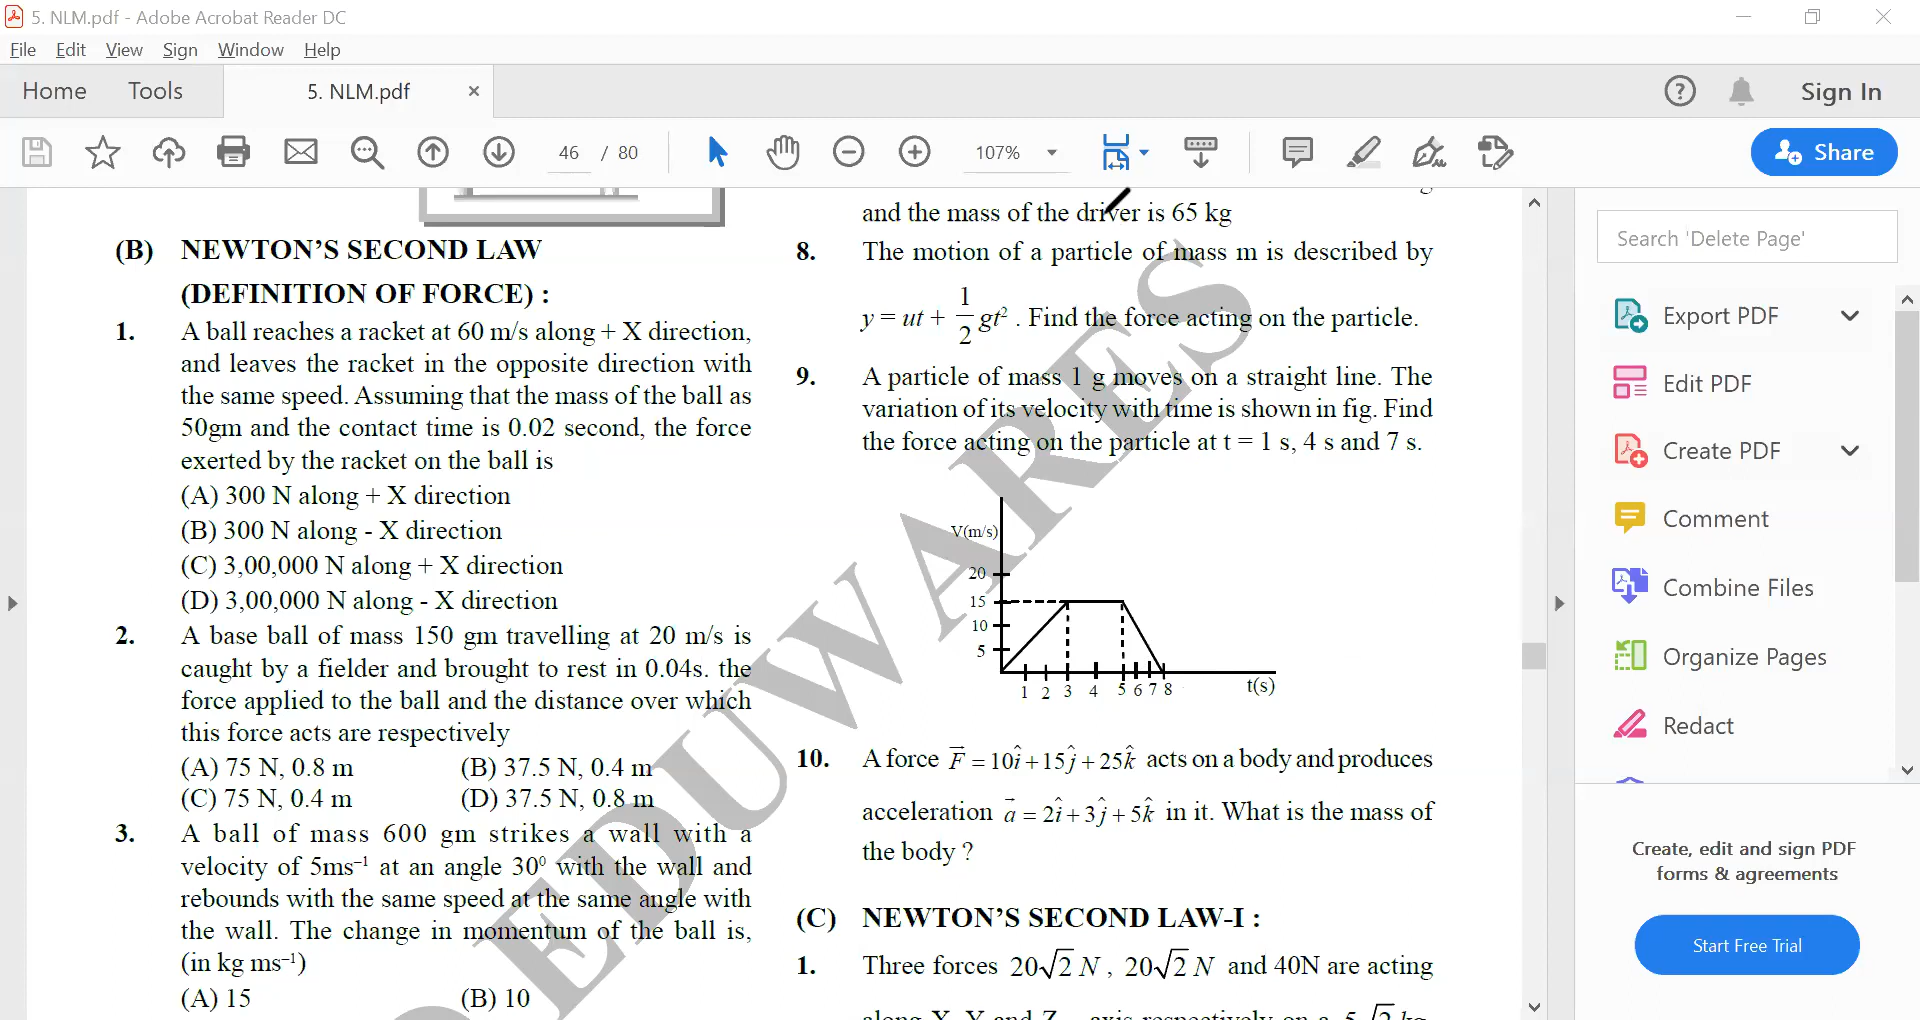 5. NLM.pdf - Adobe Acrobat Reader DC
File Edit View Sign Window Help
Home Tools 5. NLM.pdf × Sign In
46 / 80 107% Share
(B) NEWTON'S SECOND LAW
(DEFINITION OF FORCE) :
1. A ball reaches a racket at 60 m/s along + X direction,
and leaves the racket in the opposite direction with
the same speed. Assuming that the mass of the ball as
50gm and the contact time is 0.02 second, the force
exerted by the racket on the ball is
(A) 300 N along + X direction
(B) 300 N along - X direction
(C) 3,00,000 N along + X direction
(D) 3,00,000 N along - X direction
2. A base ball of mass 150 gm travelling at 20 m/s is
caught by a fielder and brought to rest in 0.04s. the
force applied to the ball and the distance over which
this force acts are respectively
(A) 75 N, 0.8 m (B) 37.5 N, 0.4 m
(C) 75 N, 0.4 m (D) 37.5 N, 0.8 m
3. A ball of mass 600 gm strikes a wall with a
velocity of 5ms⁻¹ at an angle 30⁰ with the wall and
rebounds with the same speed at the same angle with
the wall. The change in momentum of the ball is,
(in kg ms⁻¹)
(A) 15 (B) 10
and the mass of the driver is 65 kg
8. The motion of a particle of mass m is described by
y = ut + 1/2 gt². Find the force acting on the particle.
9. A particle of mass 1 g moves on a straight line. The
variation of its velocity with time is shown in fig. Find
the force acting on the particle at t = 1 s, 4 s and 7 s.
V(m/s)
20
15
10
5
1 2 3 4 5 6 7 8 t(s)
10. A force F⃗ = 10î + 15ĵ + 25k̂ acts on a body and produces
acceleration a⃗ = 2î + 3ĵ + 5k̂ in it. What is the mass of
the body ?
(C) NEWTON'S SECOND LAW-I :
1. Three forces 20√2 N, 20√2 N and 40N are acting
EDUWARES
Search 'Delete Page'
Export PDF
Edit PDF
Create PDF
Comment
Combine Files
Organize Pages
Redact
Create, edit and sign PDF
forms & agreements
Start Free Trial